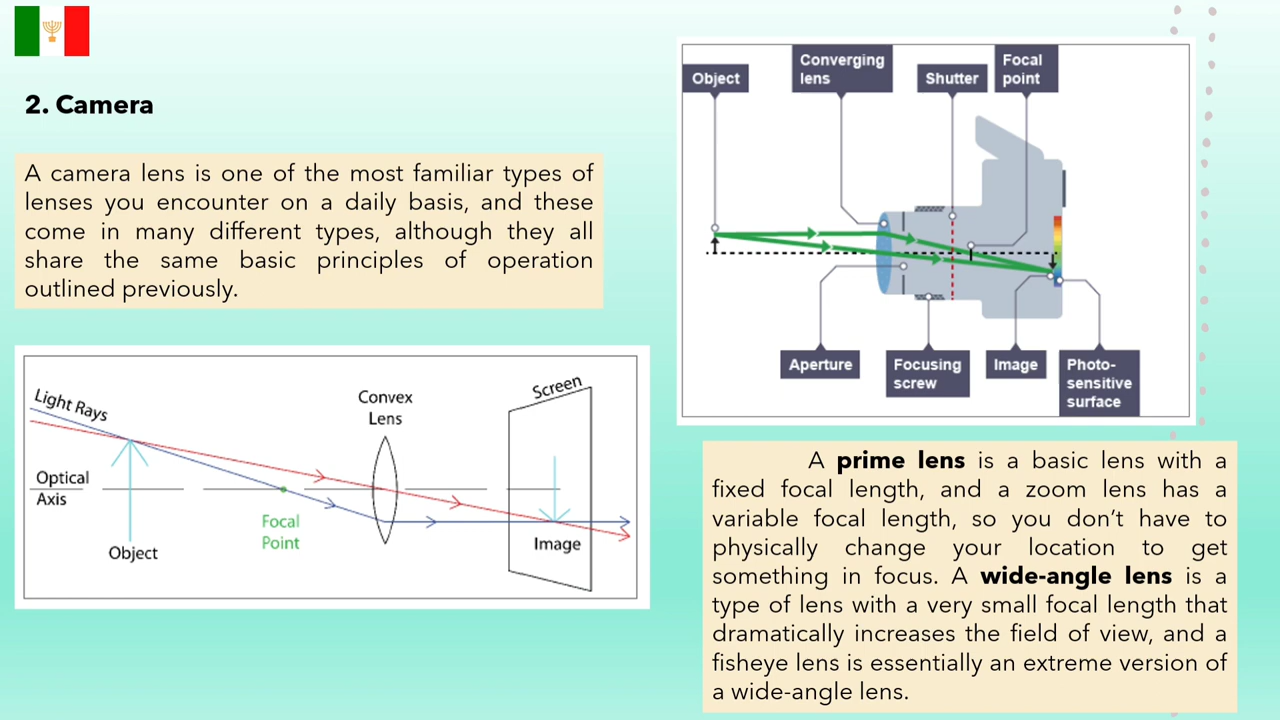 2. Camera
A camera lens is one of the most familiar types of
lenses you encounter on a daily basis, and these
come in many different types, although they all
share the same basic principles of operation
outlined previously.
Light Rays
Convex
Lens
Screen
Optical
Axis
Focal
Point
Object
Image
Object
Converging
lens
Shutter
Focal
point
Aperture
Focusing
screw
Image
Photo-
sensitive
surface
A prime lens is a basic lens with a
fixed focal length, and a zoom lens has a
variable focal length, so you don’t have to
physically change your location to get
something in focus. A wide-angle lens is a
type of lens with a very small focal length that
dramatically increases the field of view, and a
fisheye lens is essentially an extreme version of
a wide-angle lens.